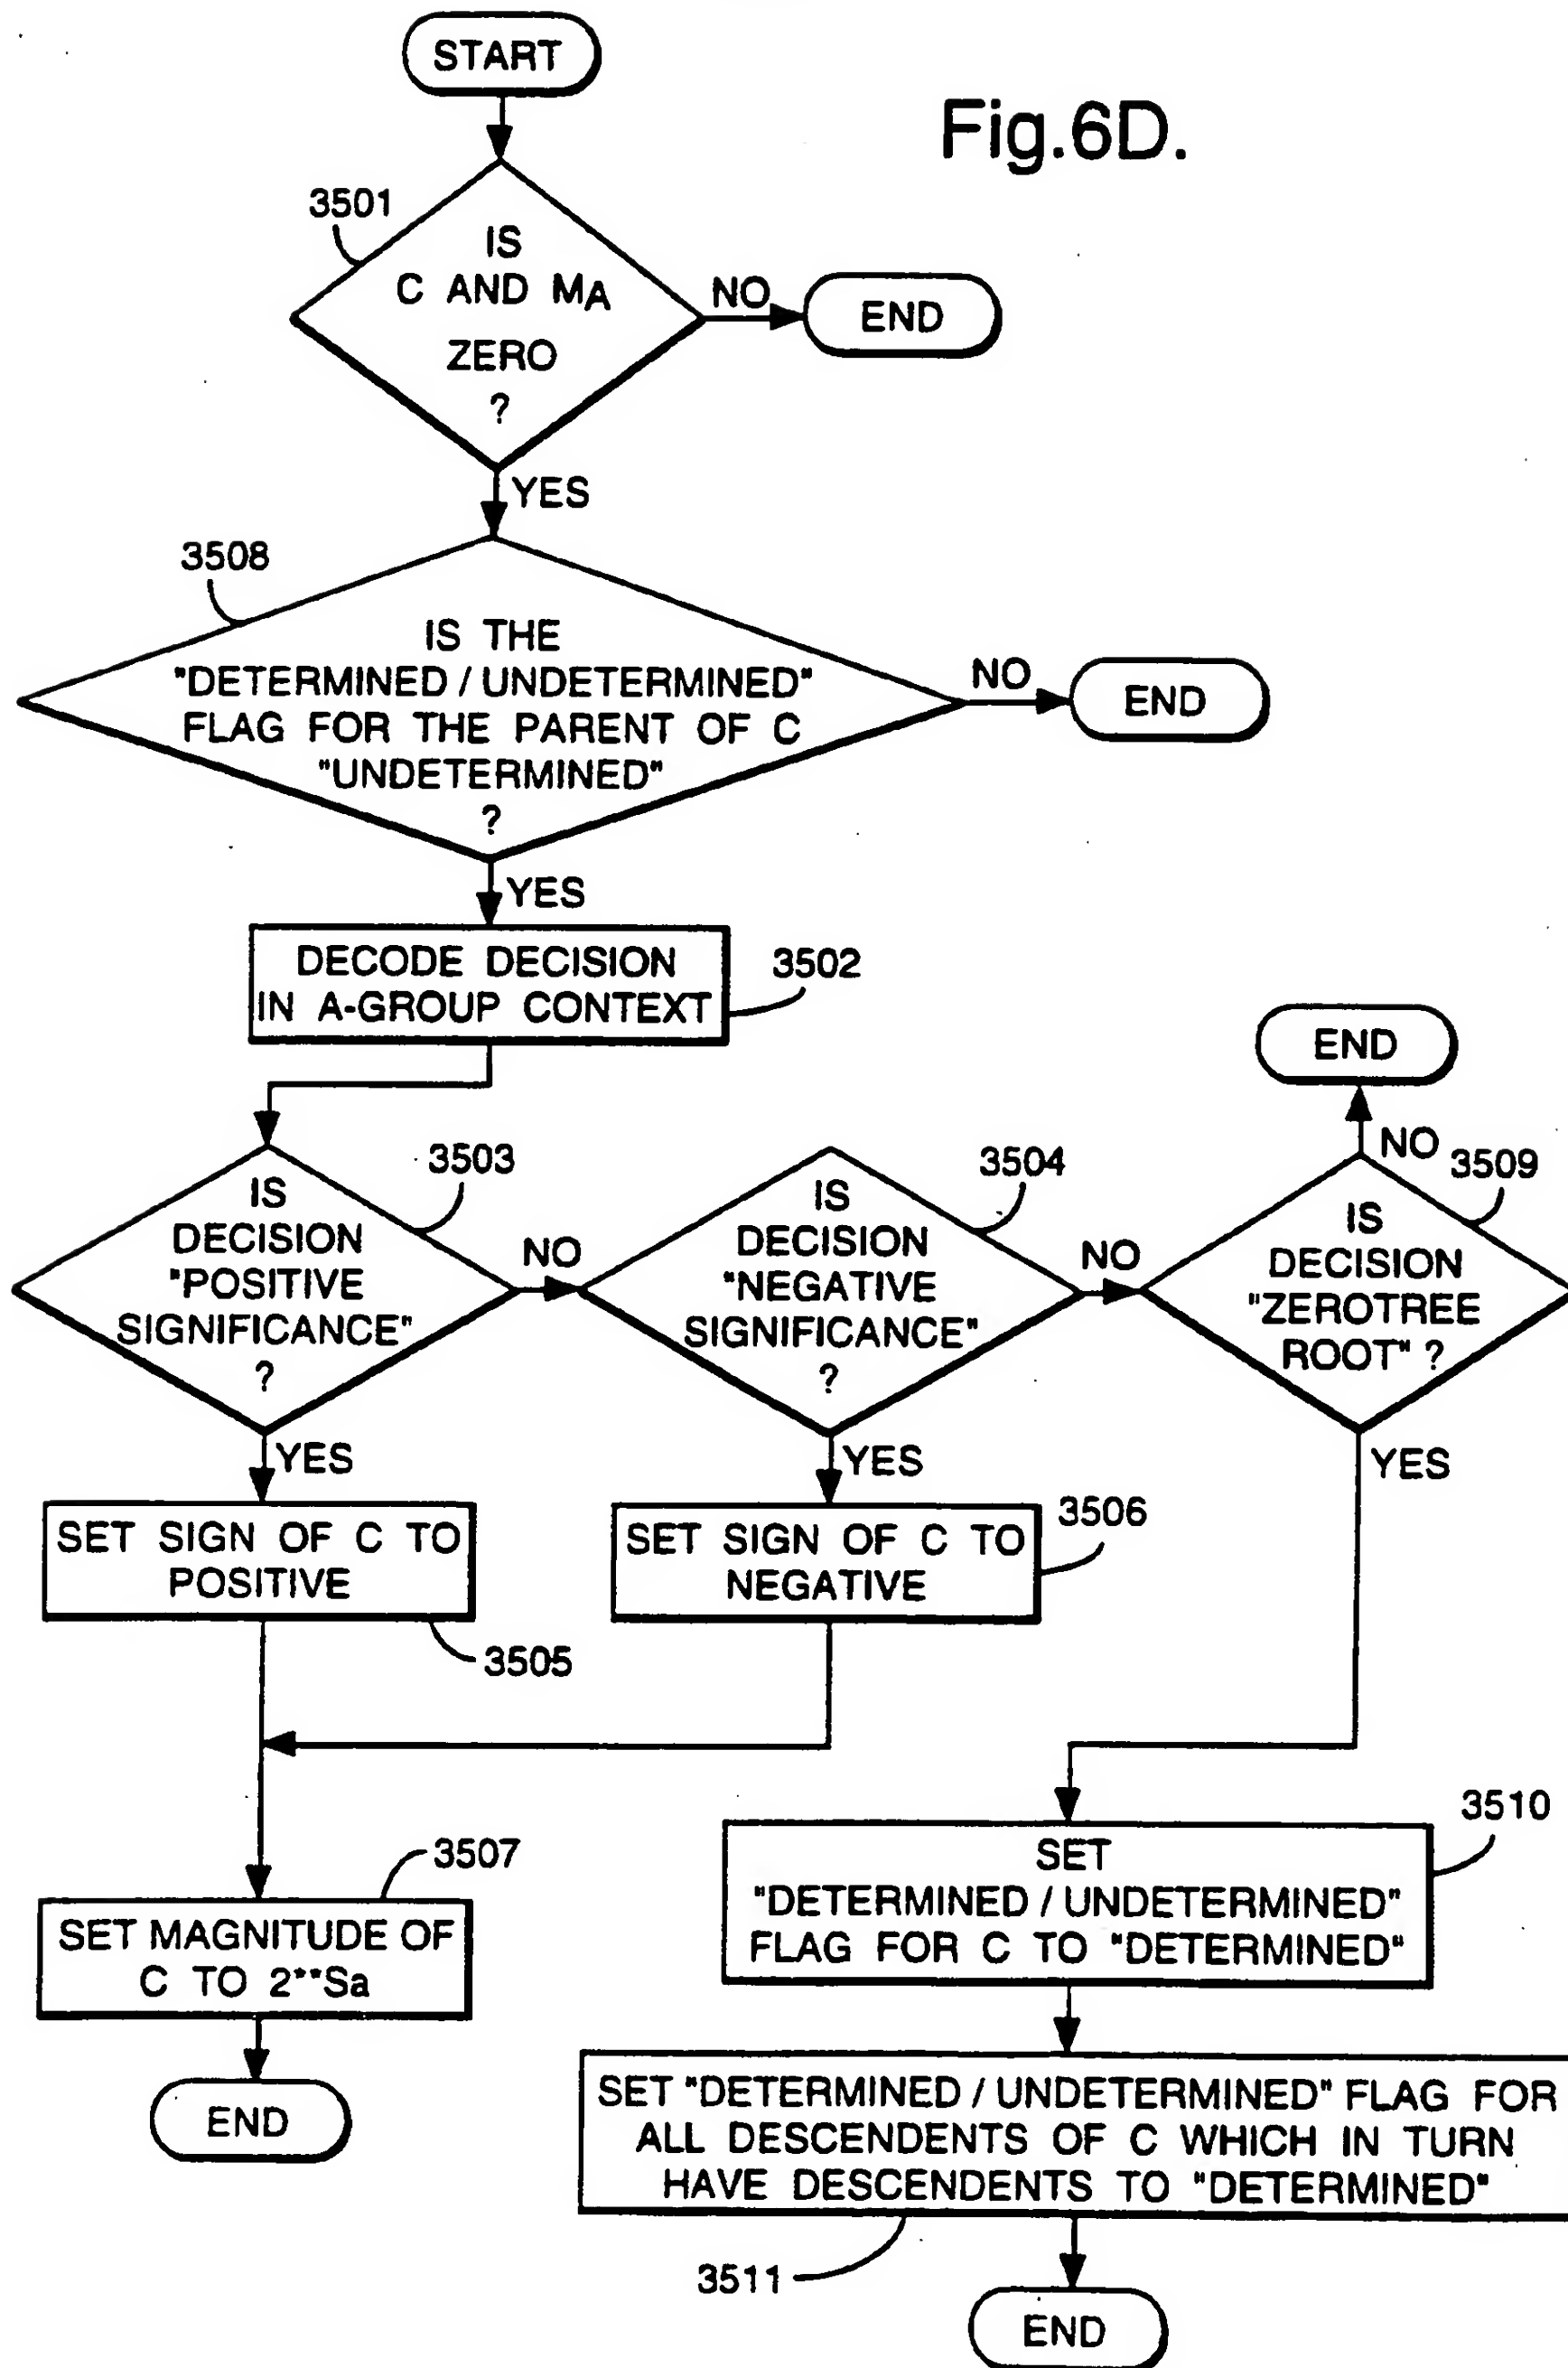 START
Fig.6D.
3501
IS
C AND MA
ZERO
?
NO
END
YES
3508
IS THE
"DETERMINED / UNDETERMINED"
FLAG FOR THE PARENT OF C
"UNDETERMINED"
?
NO
END
YES
DECODE DECISION
IN A-GROUP CONTEXT
3502
END
NO
3503
IS
DECISION
"POSITIVE
SIGNIFICANCE"
?
NO
3504
IS
DECISION
"NEGATIVE
SIGNIFICANCE"
?
NO
3509
IS
DECISION
"ZEROTREE
ROOT" ?
YES
YES
YES
SET SIGN OF C TO
POSITIVE
3505
SET SIGN OF C TO
NEGATIVE
3506
3507
SET MAGNITUDE OF
C TO 2**Sa
END
3510
SET
"DETERMINED / UNDETERMINED"
FLAG FOR C TO "DETERMINED"
SET "DETERMINED / UNDETERMINED" FLAG FOR
ALL DESCENDENTS OF C WHICH IN TURN
HAVE DESCENDENTS TO "DETERMINED"
3511
END